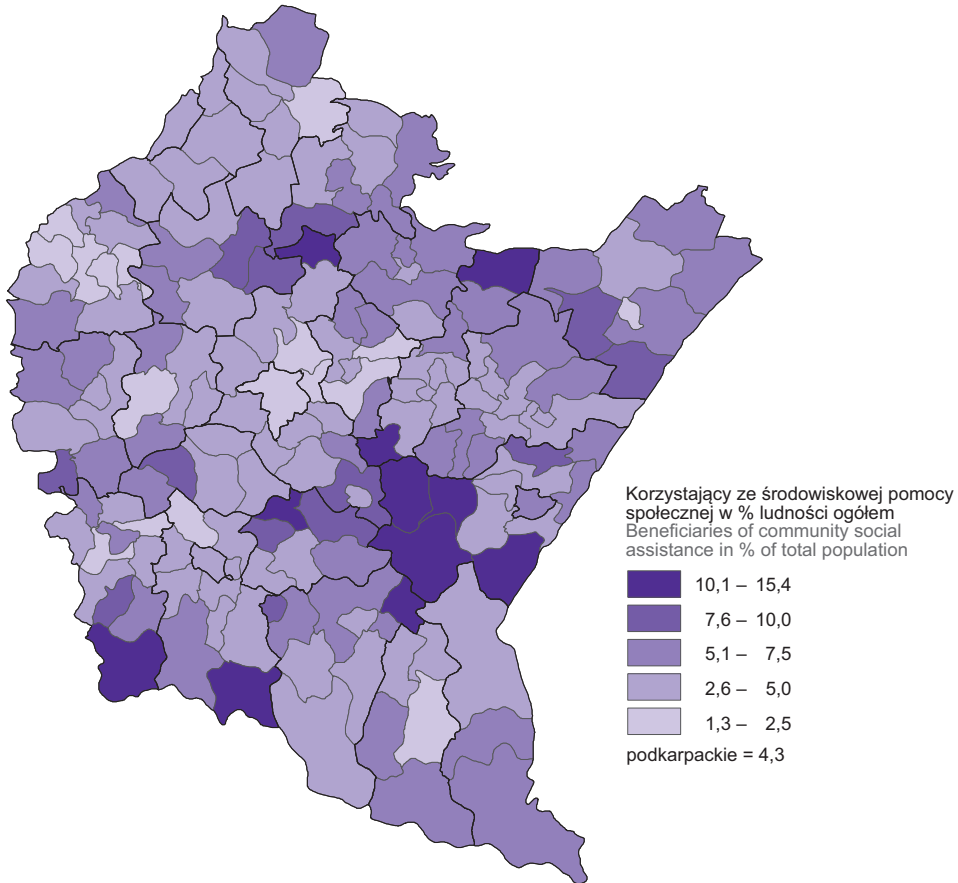 Korzystający ze środowiskowej pomocy
społecznej w % ludności ogółem
Beneficiaries of community social
assistance in % of total population
10,1 – 15,4
7,6 – 10,0
5,1 – 7,5
2,6 – 5,0
1,3 – 2,5
podkarpackie = 4,3